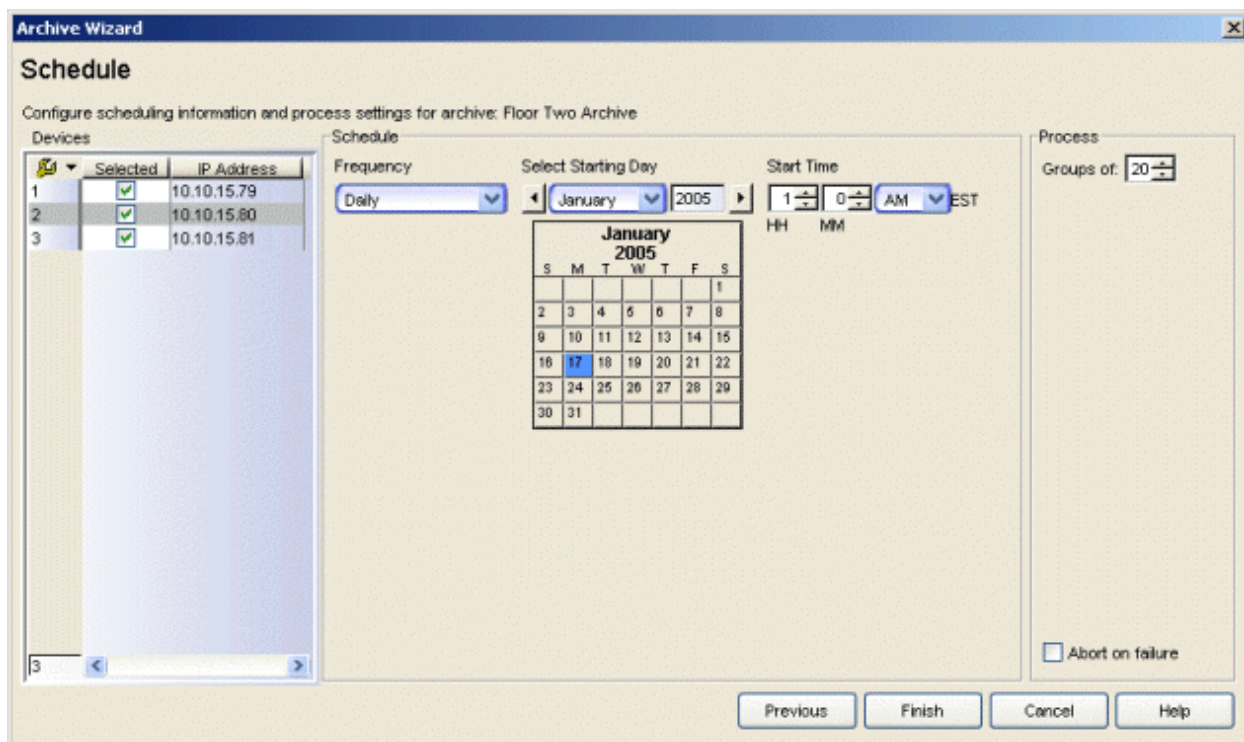 Archive Wizard
Schedule
Configure scheduling information and process settings for archive: Floor Two Archive
Devices
Selected IP Address
1 10.10.15.79
2 10.10.15.80
3 10.10.15.81
3
Schedule
Frequency
Daily
Select Starting Day
January 2005
January
2005
S M T W T F S
1
2 3 4 5 6 7 8
9 10 11 12 13 14 15
16 17 18 19 20 21 22
23 24 25 26 27 28 29
30 31
Start Time
1 0 AM EST
HH MM
Process
Groups of: 20
Abort on failure
Previous Finish Cancel Help